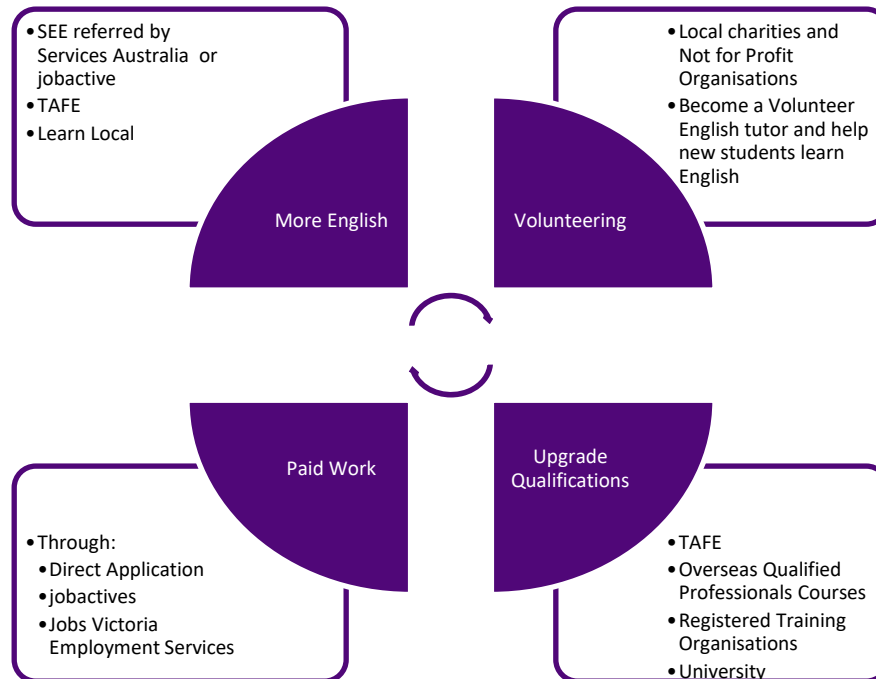 •SEE referred by
Services Australia or
jobactive
•TAFE
•Learn Local
•Local charities and
Not for Profit
Organisations
•Become a Volunteer
English tutor and help
new students learn
English
More English
Volunteering
Paid Work
Upgrade
Qualifications
•Through:
•Direct Application
•jobactives
•Jobs Victoria
Employment Services
•TAFE
•Overseas Qualified
Professionals Courses
•Registered Training
Organisations
•University